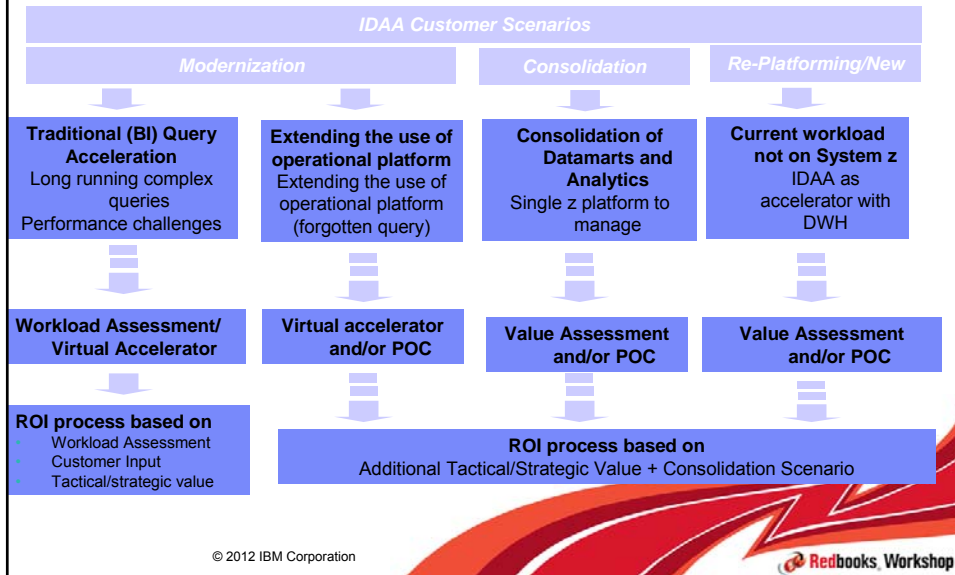 IDAA Customer Scenarios
Modernization
Consolidation
Re-Platforming/New
Traditional (BI) Query
Acceleration
Long running complex
queries
Performance challenges
Extending the use of
operational platform
Extending the use of
operational platform
(forgotten query)
Consolidation of
Datamarts and
Analytics
Single z platform to
manage
Current workload
not on System z
IDAA as
accelerator with
DWH
Workload Assessment/
Virtual Accelerator
Virtual accelerator
and/or POC
Value Assessment
and/or POC
Value Assessment
and/or POC
ROI process based on
• Workload Assessment
• Customer Input
• Tactical/strategic value
ROI process based on
Additional Tactical/Strategic Value + Consolidation Scenario
© 2012 IBM Corporation
Redbooks Workshop